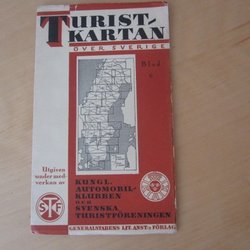 TURIST-
KARTAN
ÖVER SVERIGE
Blad
6
Utgiven
under med-
verkan av
STF
KUNGL.
AUTOMOBIL-
KLUBBEN
OCH
SVENSKA
TURISTFÖRENINGEN
GENERALSTABENS LIT. ANST:S FÖRLAG